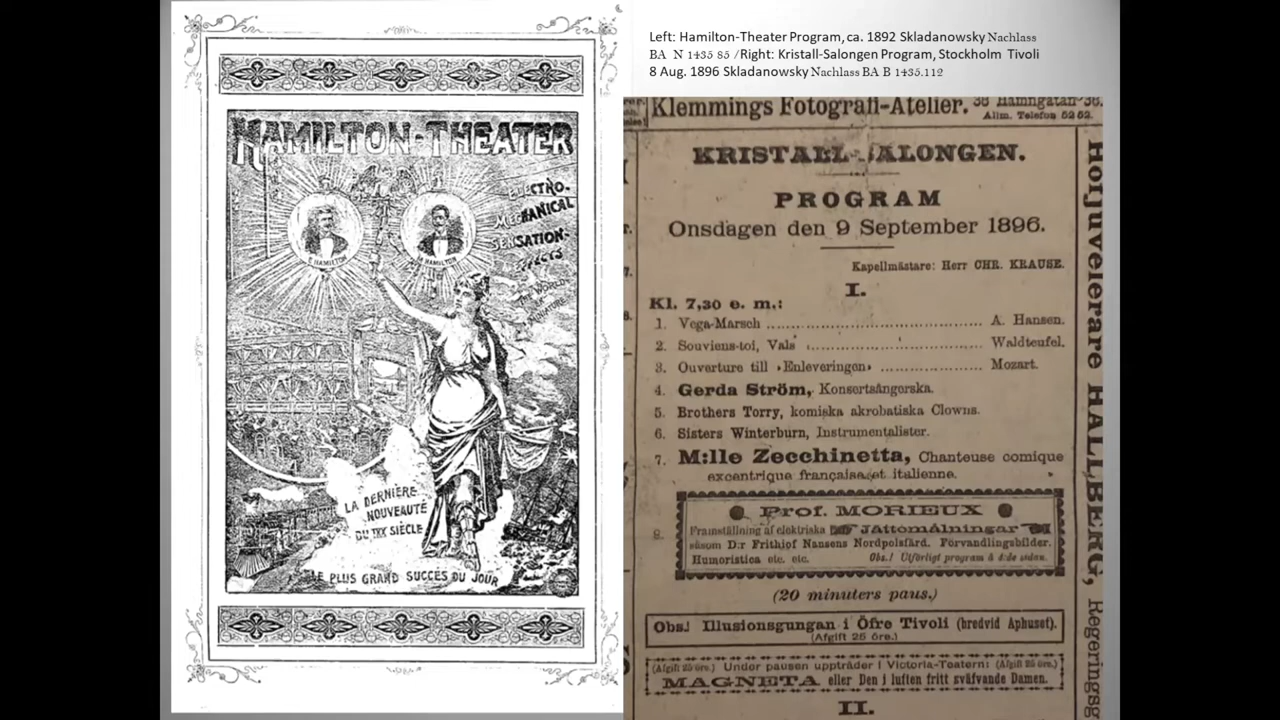 Left: Hamilton-Theater Program, ca. 1892 Skladanowsky Nachlass
BA N 1435 85 /Right: Kristall-Salongen Program, Stockholm Tivoli
8 Aug. 1896 Skladanowsky Nachlass BA B 1435.112
HAMILTON-THEATER
ELECTRO-
MECHANICAL
SENSATION-
EFFECTS
THE WORLD
IN MINIATURE
HAMILTON
HAMILTON
LA DERNIÈRE
NOUVEAUTÉ
DU XIX SIÈCLE
LE PLUS GRAND SUCCÈS DU JOUR
Klemmings Fotografi-Atelier. 36 Hamngatan 36.
Allm. Telefon 52 62.
KRISTALL-SALONGEN.
PROGRAM
Onsdagen den 9 September 1896.
Kapellmästare: Herr CHR. KRAUSE.
I.
Kl. 7,30 e. m.:
1. Vega-Marsch ........ A. Hansen.
2. Souviens-toi, Vals ........ Waldteufel.
3. Ouverture till »Enleveringen» ........ Mozart.
4. Gerda Ström, Konsertsångerska.
5. Brothers Torry, komiska akrobatiska Clowns.
6. Sisters Winterburn, Instrumentalister.
7. M:lle Zecchinetta, Chanteuse comique
excentrique française et italienne.
Prof. MORIEUX
8. Framställning af elektriska Jättemålningar
såsom D:r Frithiof Nansens Nordpolsfärd. Förvandlingsbilder.
Humoristica etc. etc. Obs.! Utförligt program å 4:de sidan.
(20 minuters paus.)
Obs.! Illusionsgungan i Öfre Tivoli (bredvid Aphuset).
(Afgift 25 öre.)
(Afgift 25 öre.) Under pausen uppträder i Victoria-Teatern: (Afgift 25 öre.)
MAGNETA eller Den i luften fritt sväfvande Damen.
II.
Hofjuvelerare HALLBERG, Regeringsg